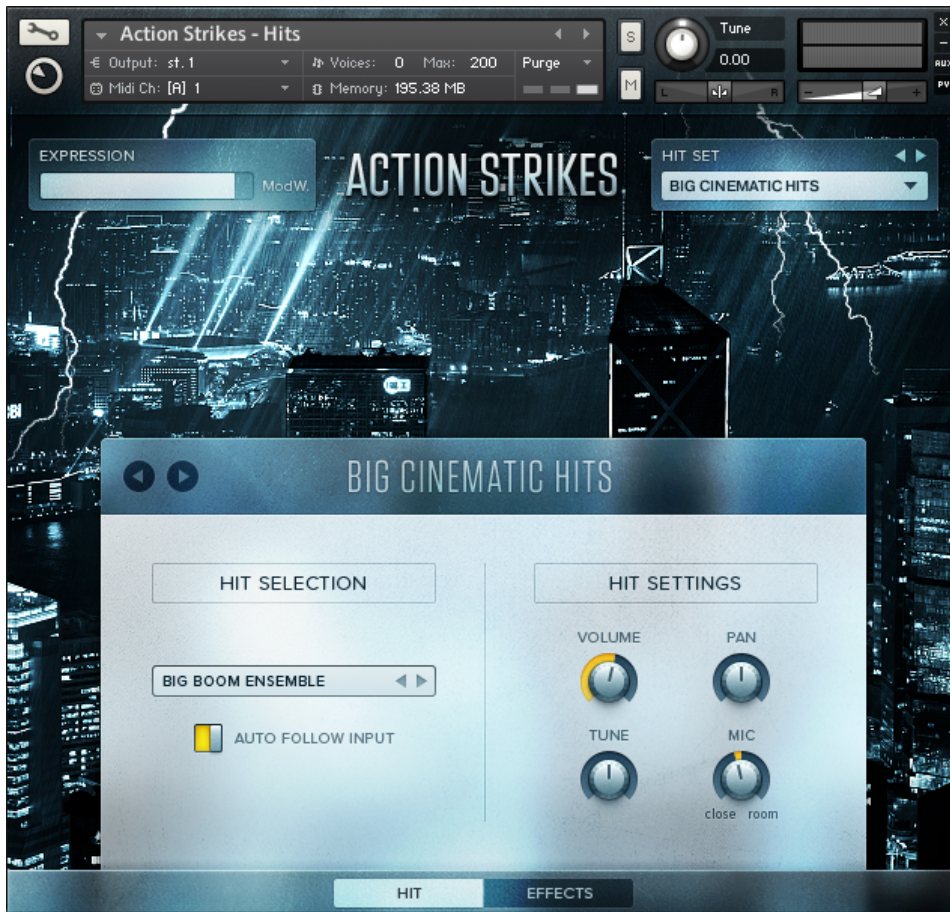 Action Strikes - Hits
Output: st. 1
Voices: 0 Max: 200
Purge
Midi Ch: [A] 1
Memory: 195.38 MB
S
M
Tune
0.00
L
R
-
+
×
-
AUX
PV
EXPRESSION
ModW.
ACTION STRIKES
HIT SET
BIG CINEMATIC HITS
BIG CINEMATIC HITS
HIT SELECTION
BIG BOOM ENSEMBLE
AUTO FOLLOW INPUT
HIT SETTINGS
VOLUME
PAN
TUNE
MIC
close room
HIT
EFFECTS